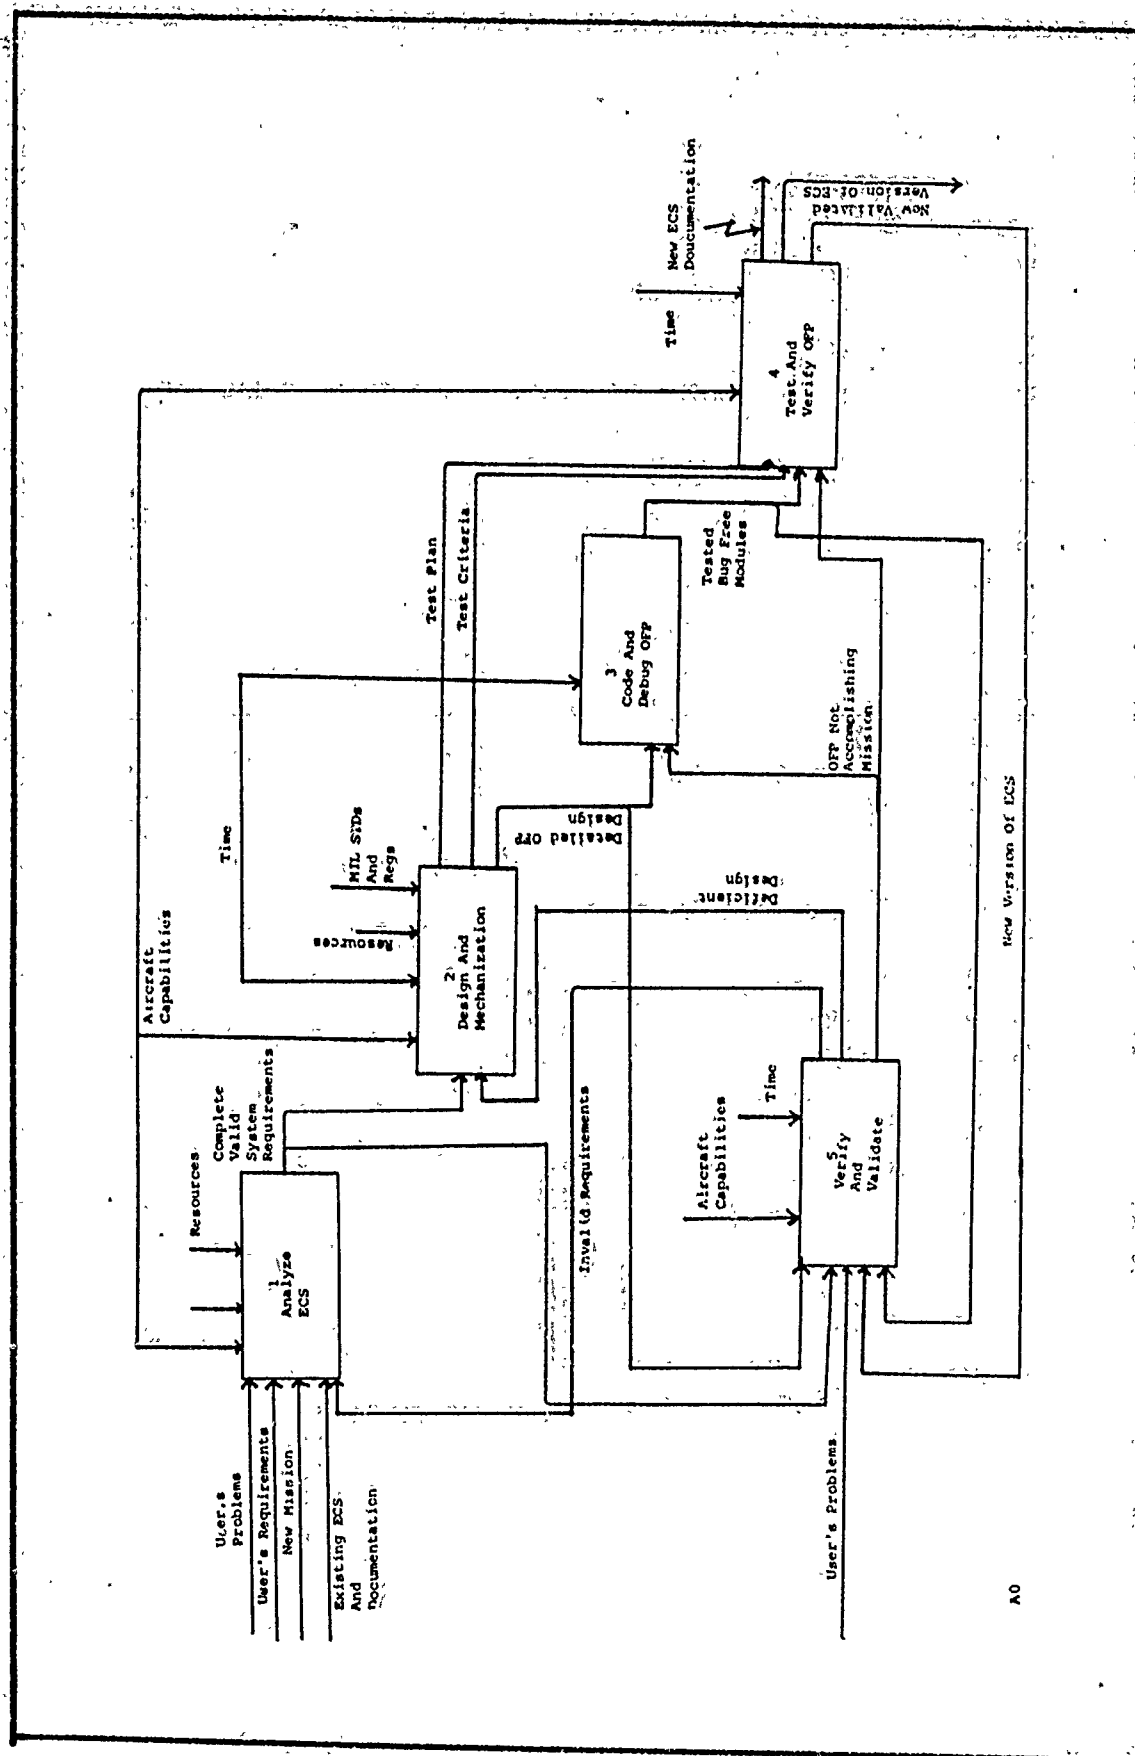 User's
Problems
User's Requirements
New Mission
Existing ECS
And
Documentation
Resources
1
Analyze
ECS
Complete
Valid
System
Requirements
Aircraft
Capabilities
Time
MIL STDs
And
Regs
Resources
2
Design And
Mechanization
Test Plan
Test Criteria
Detailed OFP
Design
3
Code And
Debug OFP
Tested
Bug Free
Modules
Time
New ECS
Doucumentation
4
Test And
Verify OFP
New Validated
Version Of ECS
Deficient
Design
Invalid Requirements
OFP Not
Accomplishing
Mission
Aircraft
Capabilities
Time
5
Verify
And
Validate
User's Problems
New Version Of ECS
A0